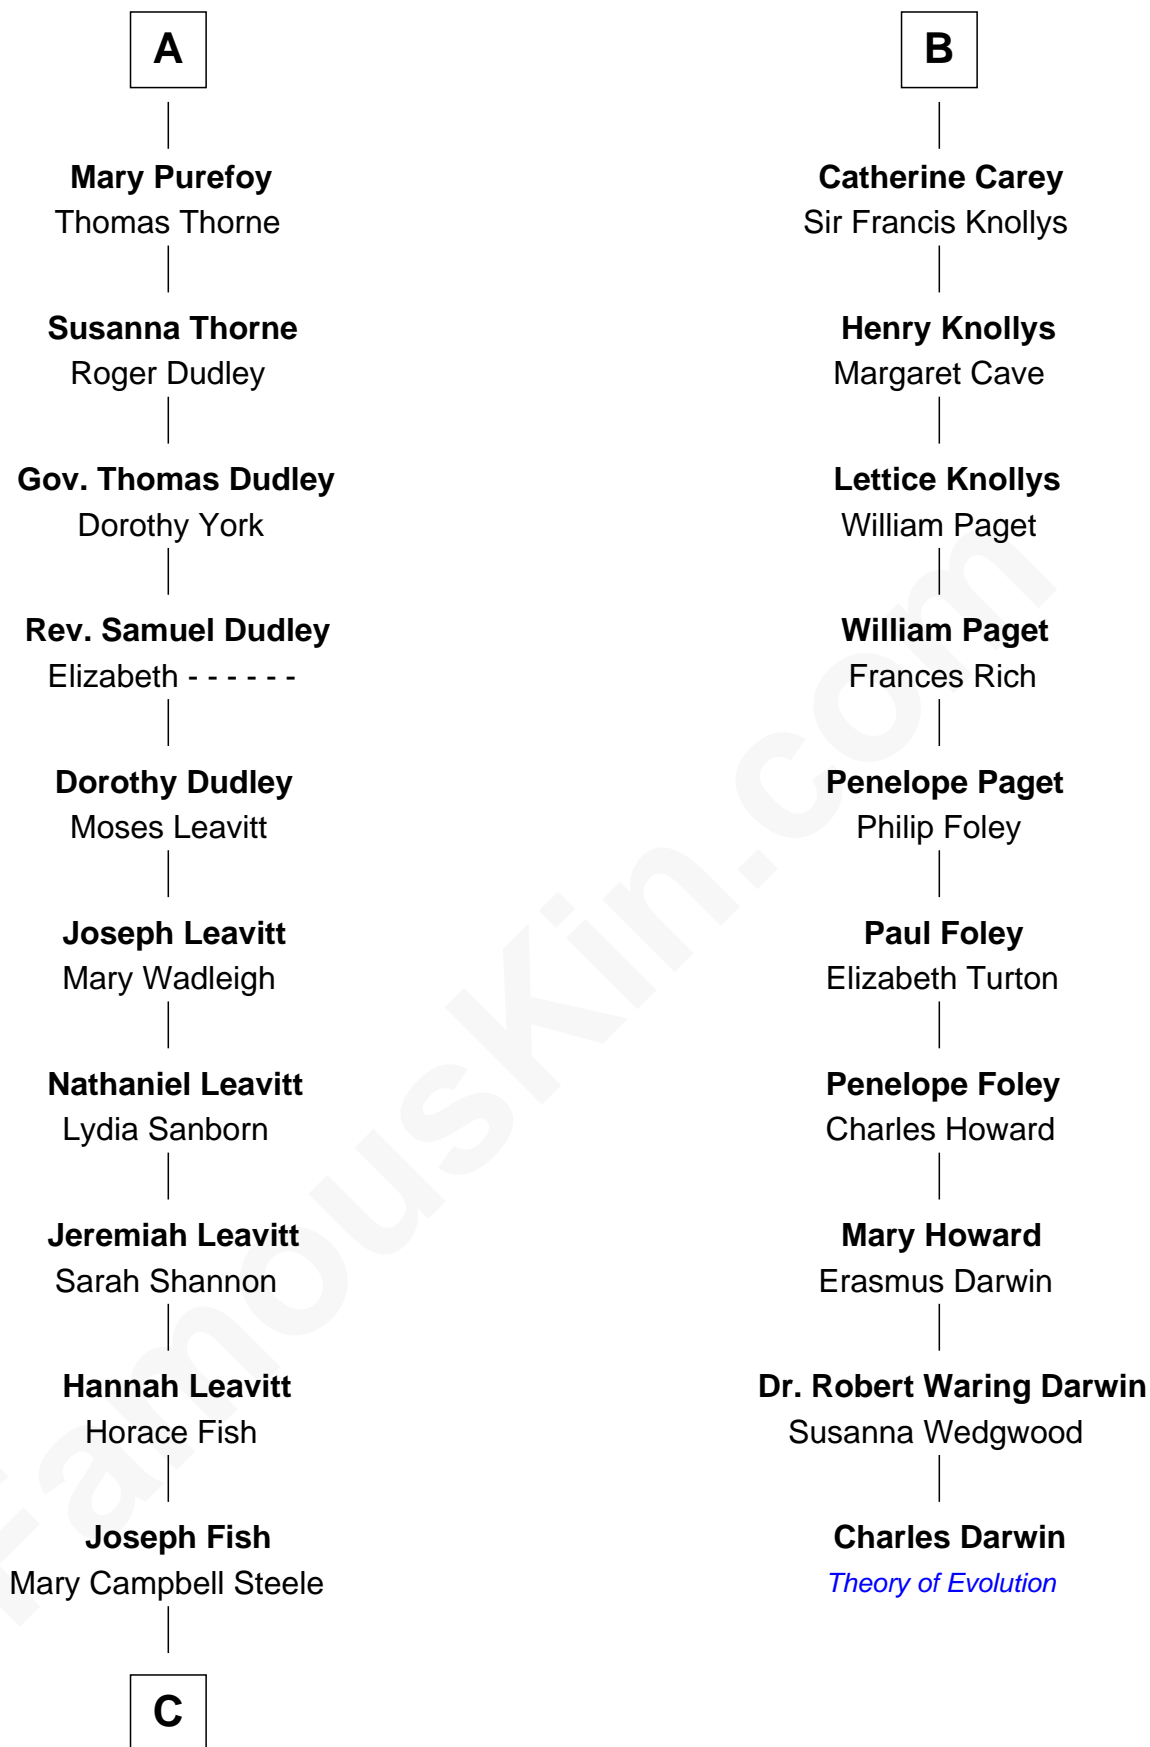 A
Mary Purefoy
Thomas Thorne
Susanna Thorne
Roger Dudley
Gov. Thomas Dudley
Dorothy York
Rev. Samuel Dudley
Elizabeth - - - - - -
Dorothy Dudley
Moses Leavitt
Joseph Leavitt
Mary Wadleigh
Nathaniel Leavitt
Lydia Sanborn
Jeremiah Leavitt
Sarah Shannon
Hannah Leavitt
Horace Fish
Joseph Fish
Mary Campbell Steele
C
B
Catherine Carey
Sir Francis Knollys
Henry Knollys
Margaret Cave
Lettice Knollys
William Paget
William Paget
Frances Rich
Penelope Paget
Philip Foley
Paul Foley
Elizabeth Turton
Penelope Foley
Charles Howard
Mary Howard
Erasmus Darwin
Dr. Robert Waring Darwin
Susanna Wedgwood
Charles Darwin
Theory of Evolution
FamousKin.com